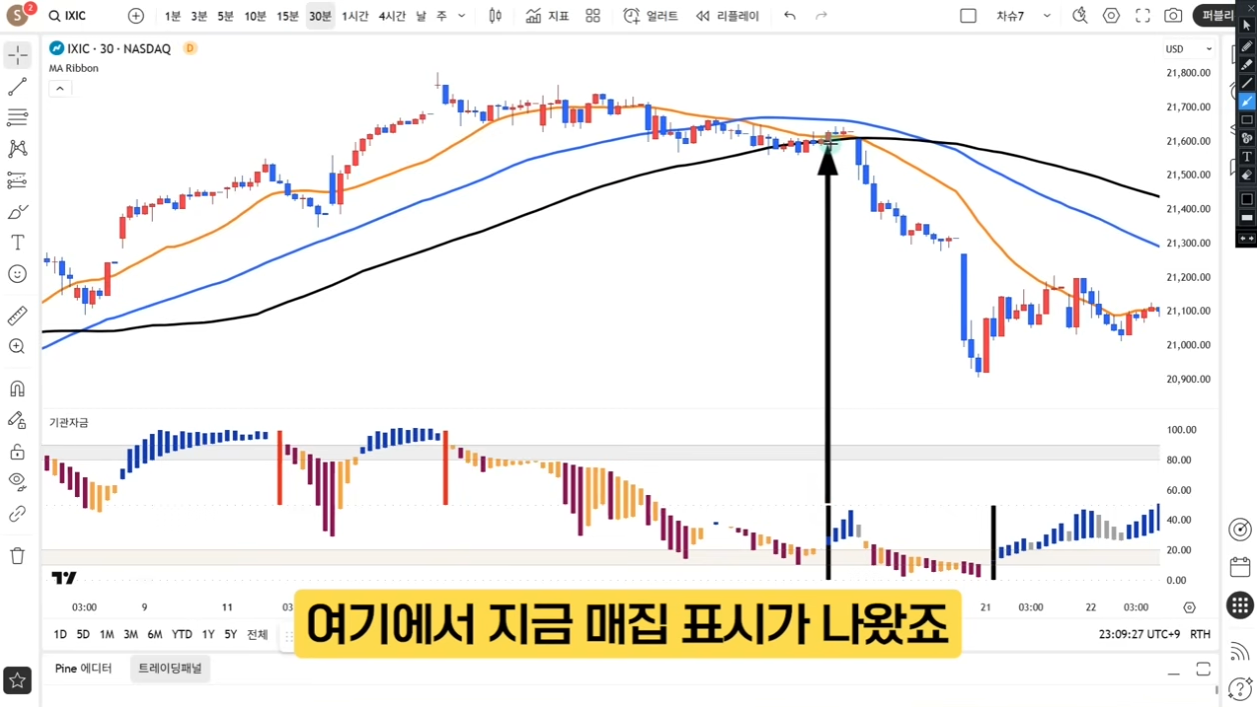 S 2 IXIC 1분 3분 5분 10분 15분 30분 1시간 4시간 날 주 지표 얼러트 리플레이 차슈7 퍼블리
IXIC · 30 · NASDAQ D
USD
MA Ribbon
21,800.00
21,700.00
21,600.00
21,500.00
21,400.00
21,300.00
21,200.00
21,100.00
21,000.00
20,900.00
기관자금
100.00
80.00
60.00
40.00
20.00
0.00
03:00 9 11 21 03:00 22 03:00
여기에서 지금 매집 표시가 나왔죠
1D 5D 1M 3M 6M YTD 1Y 5Y 전체
23:09:27 UTC+9 RTH
Pine 에디터 트레이딩패널